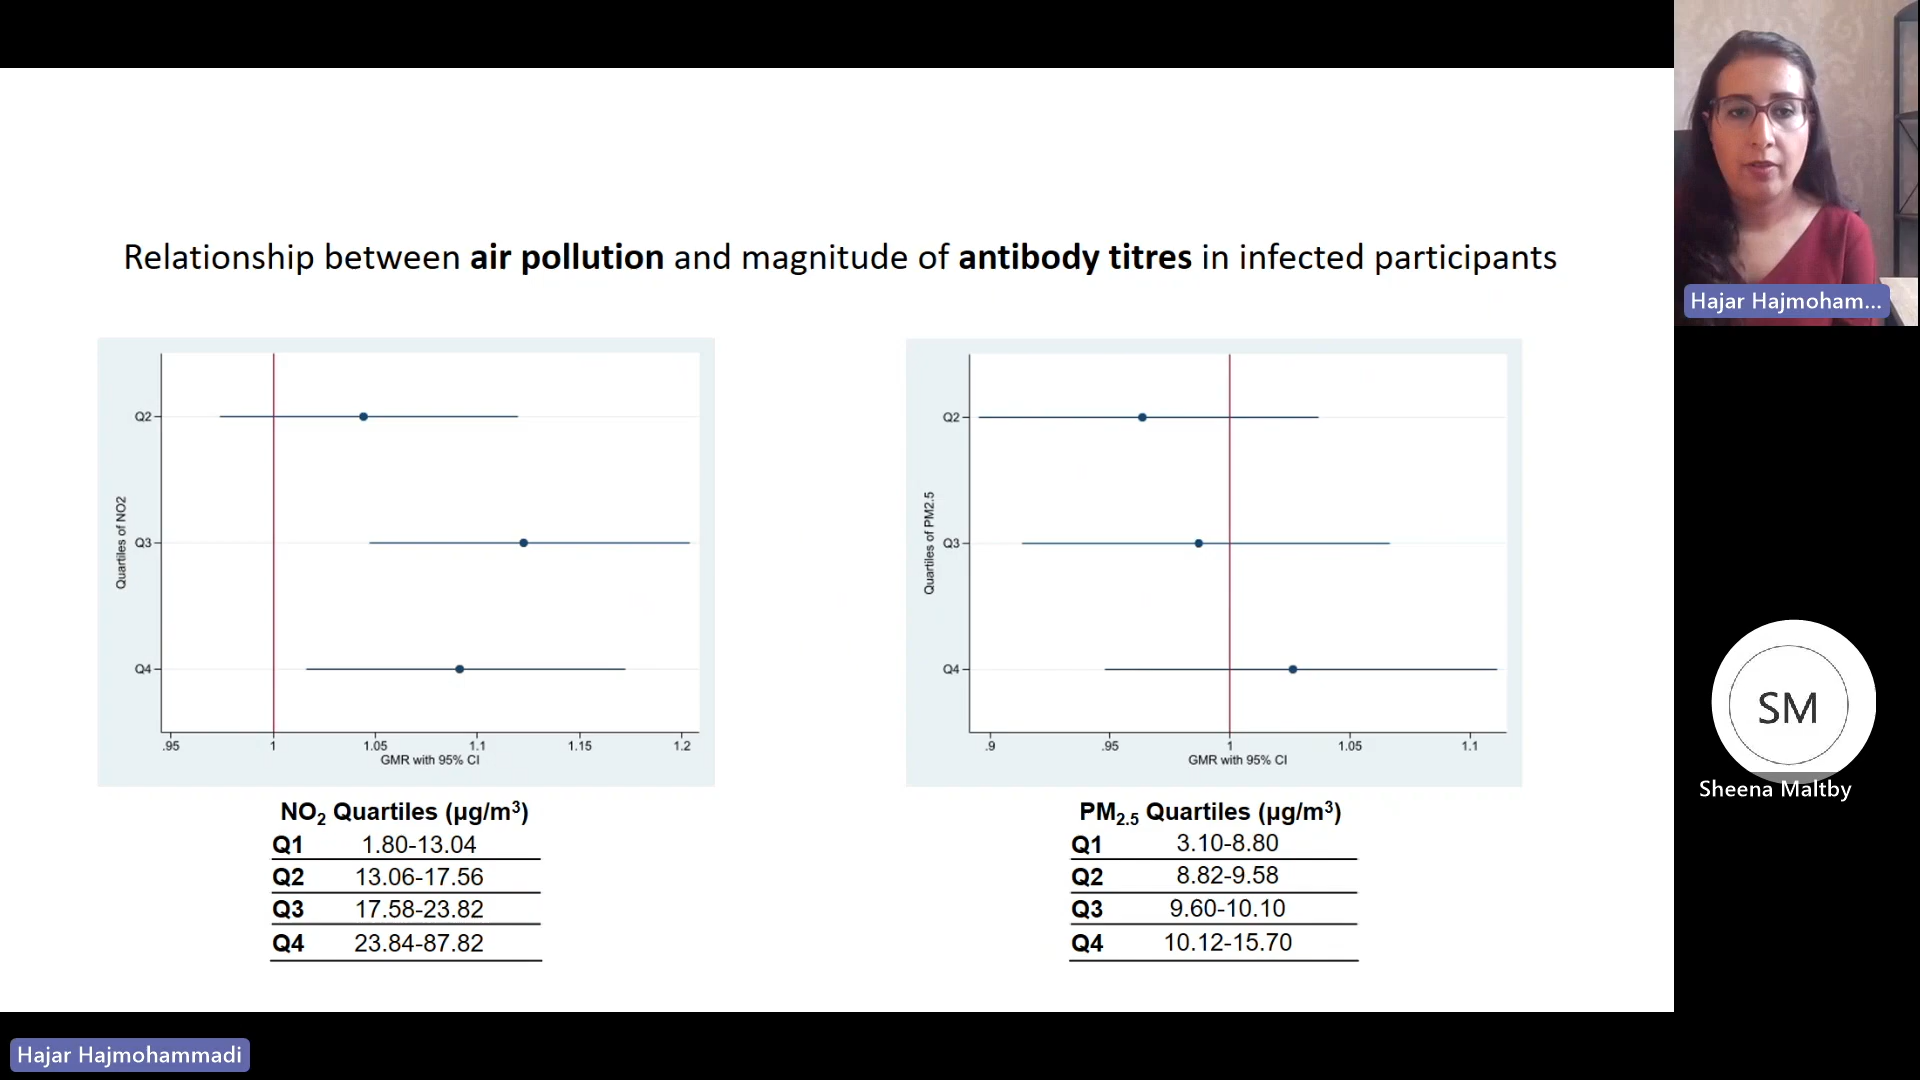 Relationship between air pollution and magnitude of antibody titres in infected participants
Quartiles of NO2
Q2
Q3
Q4
.95 1 1.05 1.1 1.15 1.2
GMR with 95% CI
NO2 Quartiles (µg/m³)
Q1 1.80-13.04
Q2 13.06-17.56
Q3 17.58-23.82
Q4 23.84-87.82
Quartiles of PM2.5
Q2
Q3
Q4
.9 .95 1 1.05 1.1
GMR with 95% CI
PM2.5 Quartiles (µg/m³)
Q1 3.10-8.80
Q2 8.82-9.58
Q3 9.60-10.10
Q4 10.12-15.70
Hajar Hajmoham...
SM
Sheena Maltby
Hajar Hajmohammadi